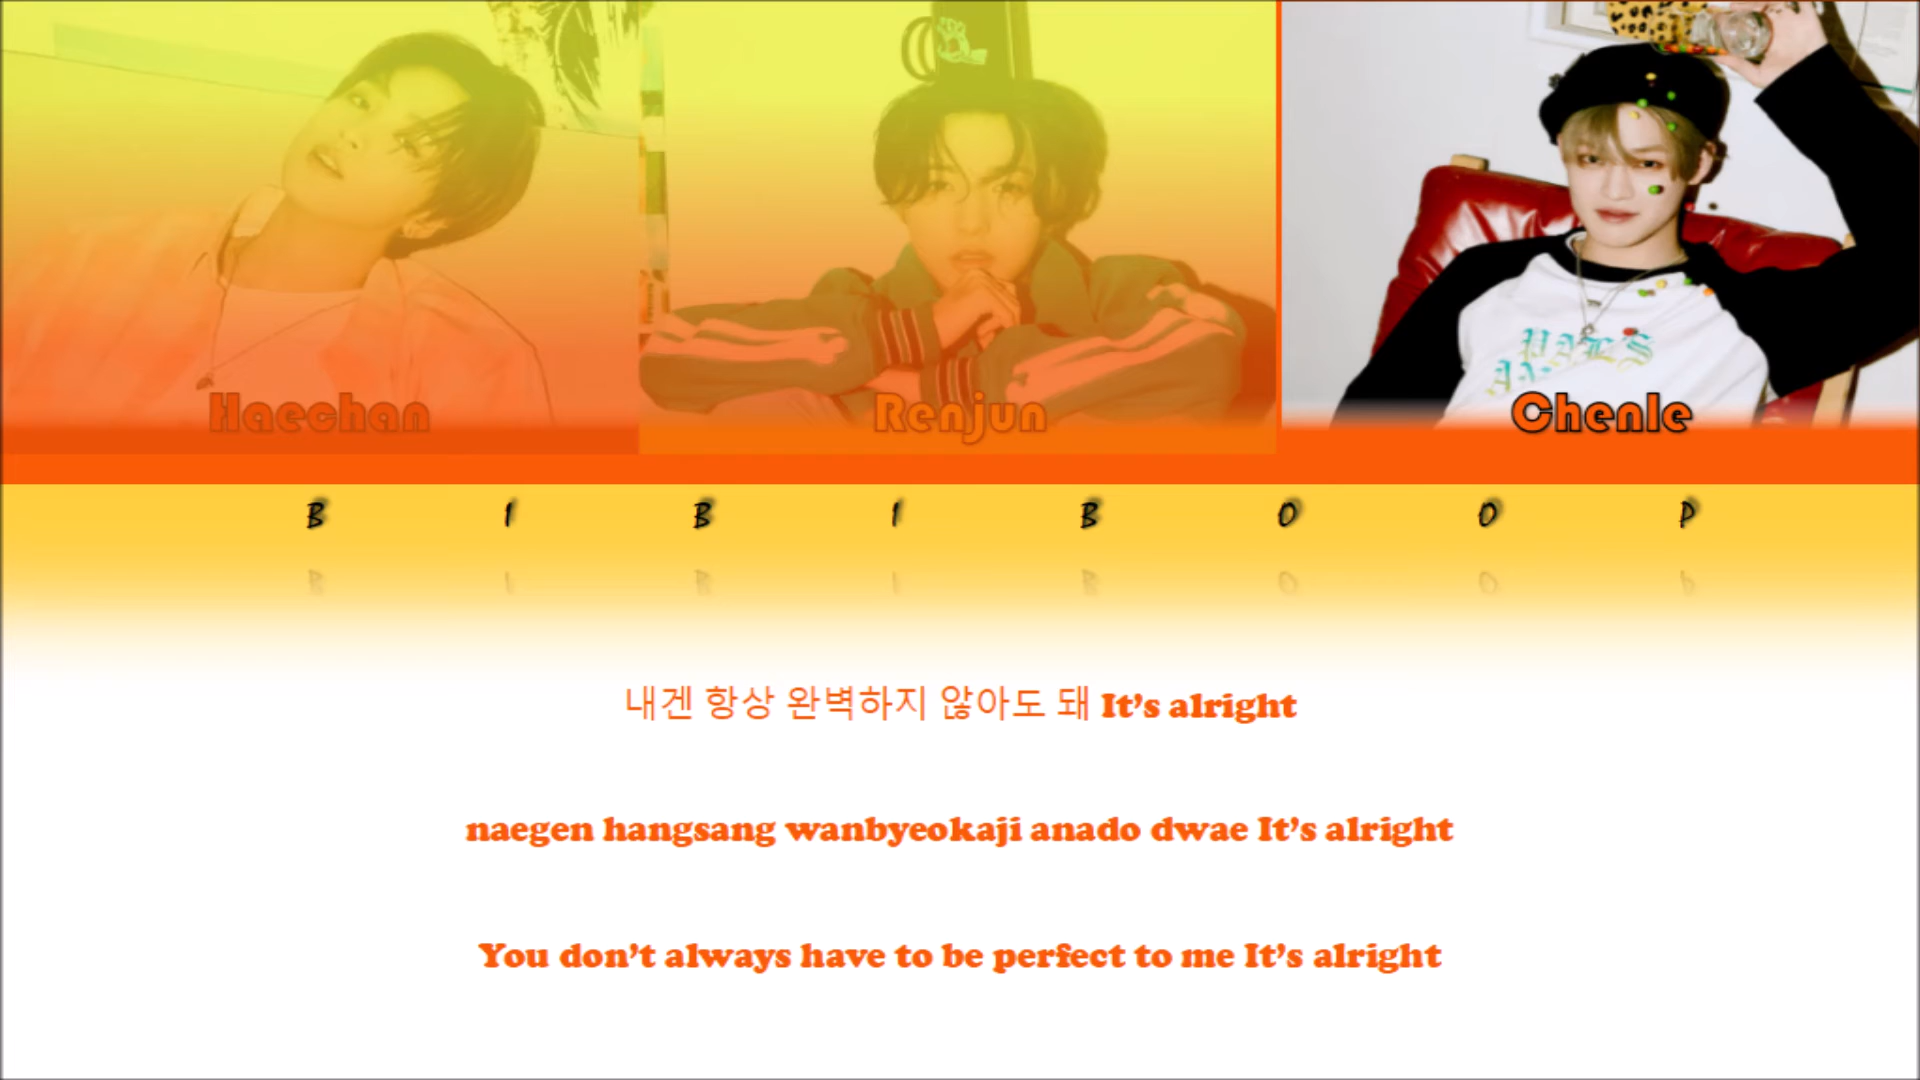 Haechan
Renjun
Chenle
B I B I B O O P
내겐 항상 완벽하지 않아도 돼 It's alright
naegen hangsang wanbyeokaji anado dwae It's alright
You don't always have to be perfect to me It's alright